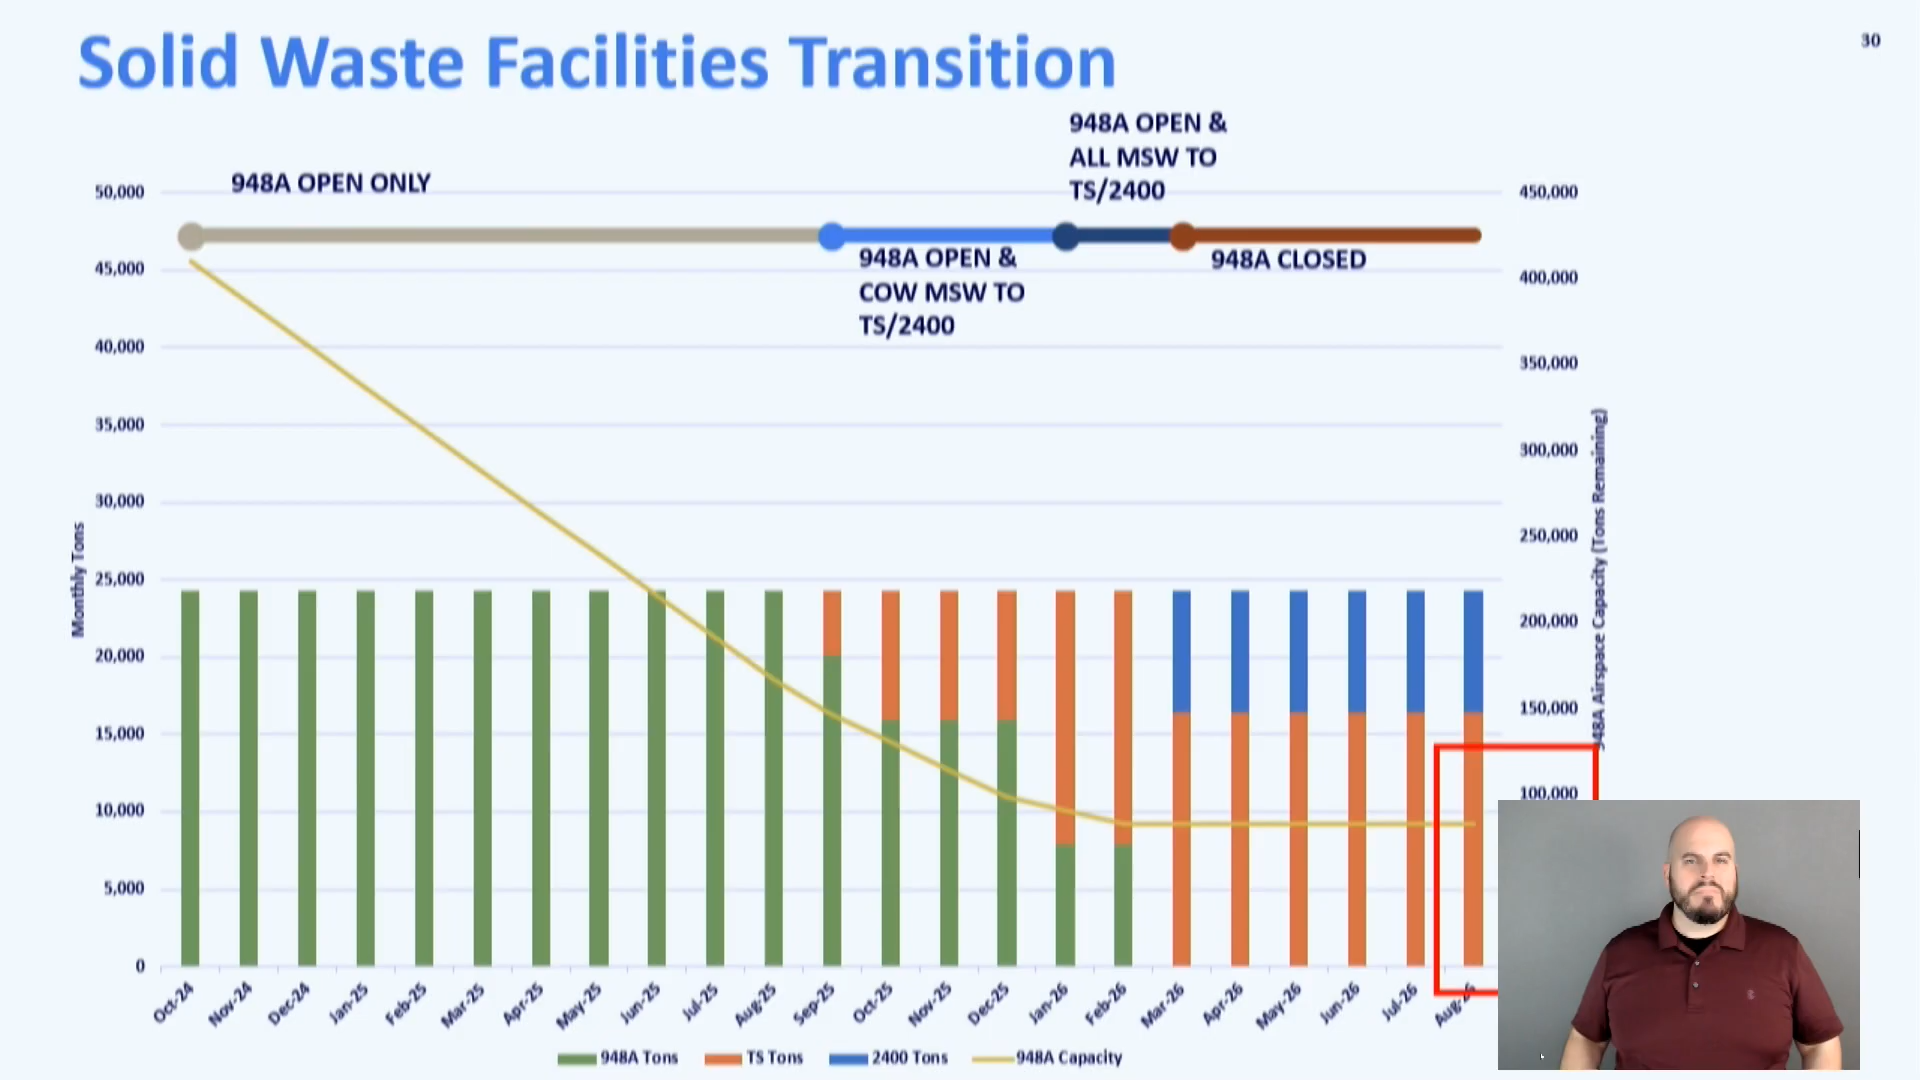 Solid Waste Facilities Transition
30
948A OPEN &
ALL MSW TO
TS/2400
948A OPEN ONLY
948A OPEN &
COW MSW TO
TS/2400
948A CLOSED
50,000
45,000
40,000
35,000
30,000
25,000
20,000
15,000
10,000
5,000
0
Monthly Tons
450,000
400,000
350,000
300,000
250,000
200,000
150,000
100,000
948A Airspace Capacity (Tons Remaining)
Oct-24
Nov-24
Dec-24
Jan-25
Feb-25
Mar-25
Apr-25
May-25
Jun-25
Jul-25
Aug-25
Sep-25
Oct-25
Nov-25
Dec-25
Jan-26
Feb-26
Mar-26
Apr-26
May-26
Jun-26
Jul-26
Aug-26
948A Tons
TS Tons
2400 Tons
948A Capacity